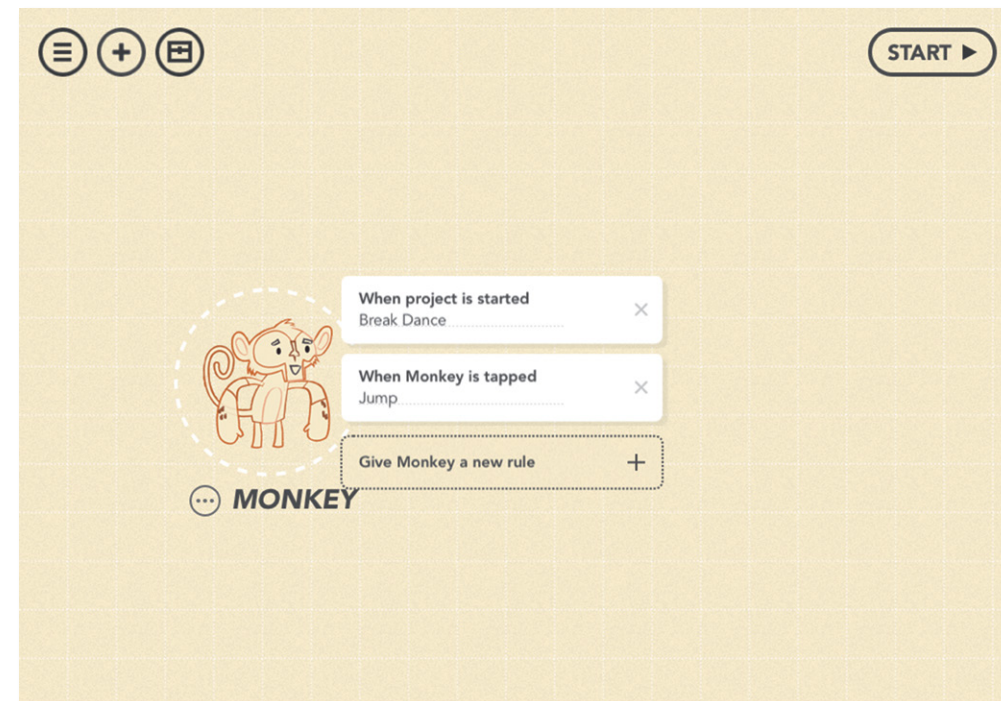 START
When project is started
Break Dance
When Monkey is tapped
Jump
Give Monkey a new rule
MONKEY